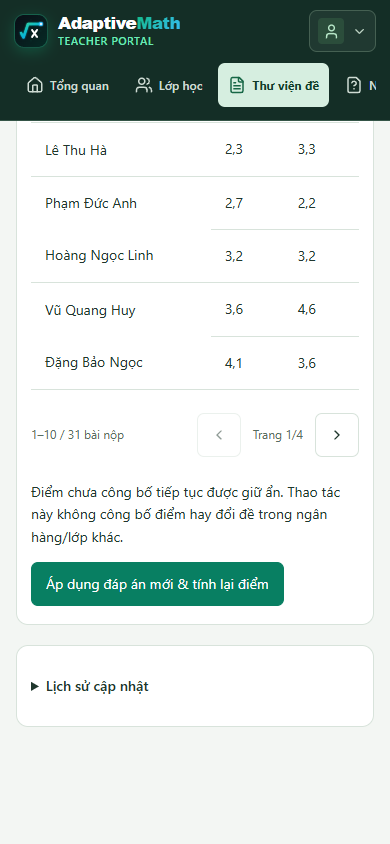 AdaptiveMath
TEACHER PORTAL
Tổng quan
Lớp học
Thư viện đề
N
Lê Thu Hà 2,3 3,3
Phạm Đức Anh 2,7 2,2
Hoàng Ngọc Linh 3,2 3,2
Vũ Quang Huy 3,6 4,6
Đặng Bảo Ngọc 4,1 3,6
1–10 / 31 bài nộp
Trang 1/4
Điểm chưa công bố tiếp tục được giữ ẩn. Thao tác
này không công bố điểm hay đổi đề trong ngân
hàng/lớp khác.
Áp dụng đáp án mới & tính lại điểm
Lịch sử cập nhật